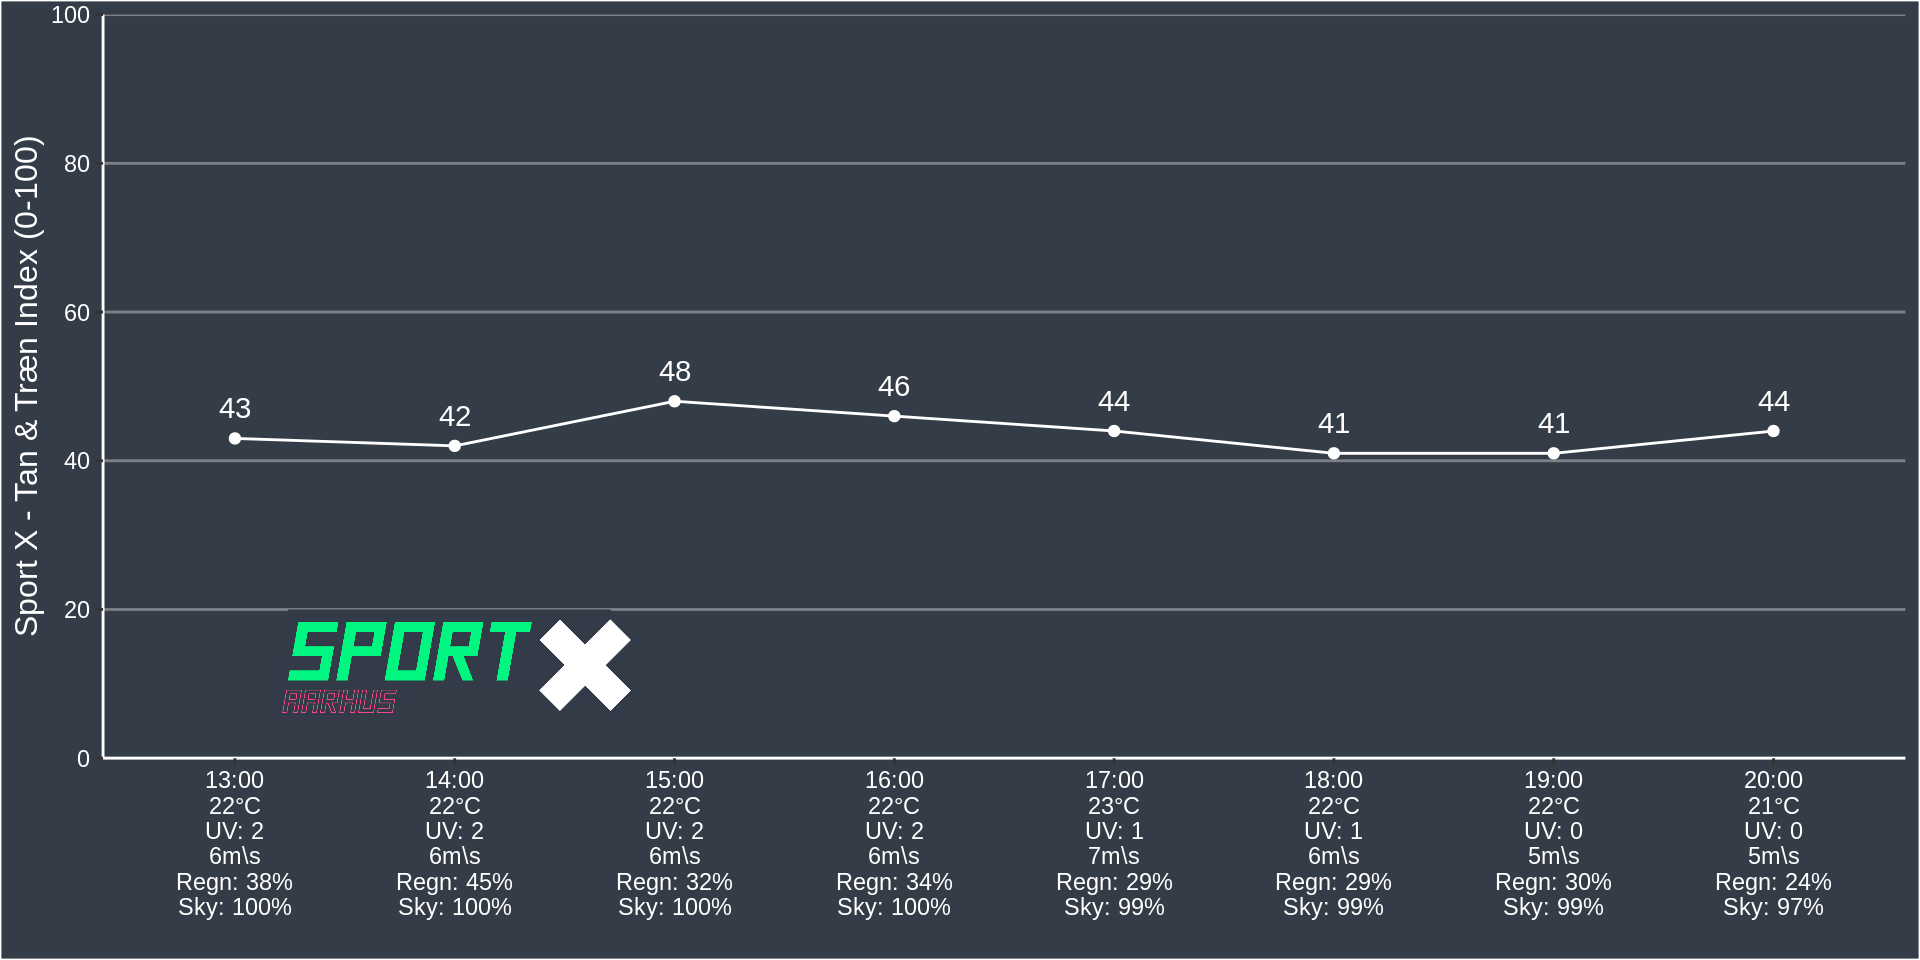 Sport X - Tan & Træn Index (0-100)
100
80
60
40
20
0
43
42
48
46
44
41
41
44
SPORT X
AARHUS
13:00
22°C
UV: 2
6m\s
Regn: 38%
Sky: 100%
14:00
22°C
UV: 2
6m\s
Regn: 45%
Sky: 100%
15:00
22°C
UV: 2
6m\s
Regn: 32%
Sky: 100%
16:00
22°C
UV: 2
6m\s
Regn: 34%
Sky: 100%
17:00
23°C
UV: 1
7m\s
Regn: 29%
Sky: 99%
18:00
22°C
UV: 1
6m\s
Regn: 29%
Sky: 99%
19:00
22°C
UV: 0
5m\s
Regn: 30%
Sky: 99%
20:00
21°C
UV: 0
5m\s
Regn: 24%
Sky: 97%